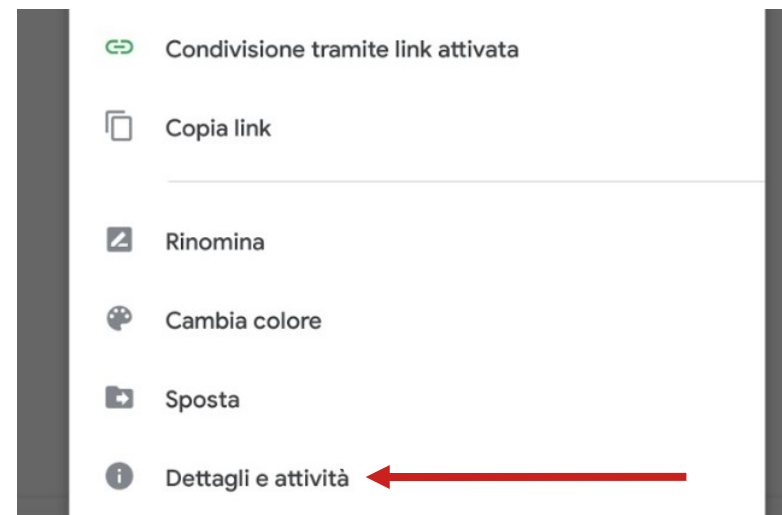 Condivisione tramite link attivata
Copia link
Rinomina
Cambia colore
Sposta
Dettagli e attività